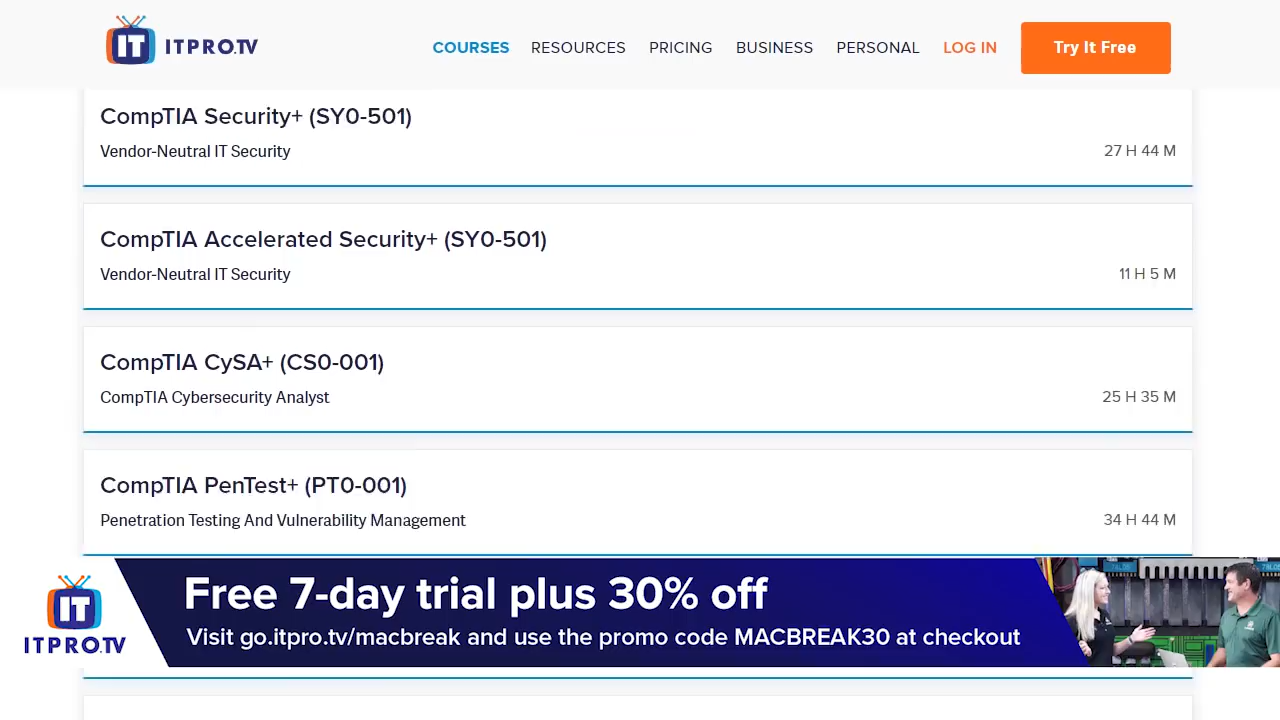 IT
ITPRO.TV
COURSES
RESOURCES
PRICING
BUSINESS
PERSONAL
LOG IN
Try It Free
CompTIA Security+ (SY0-501)
Vendor-Neutral IT Security
27 H 44 M
CompTIA Accelerated Security+ (SY0-501)
Vendor-Neutral IT Security
11 H 5 M
CompTIA CySA+ (CS0-001)
CompTIA Cybersecurity Analyst
25 H 35 M
CompTIA PenTest+ (PT0-001)
Penetration Testing And Vulnerability Management
34 H 44 M
IT
ITPRO.TV
Free 7-day trial plus 30% off
Visit go.itpro.tv/macbreak and use the promo code MACBREAK30 at checkout